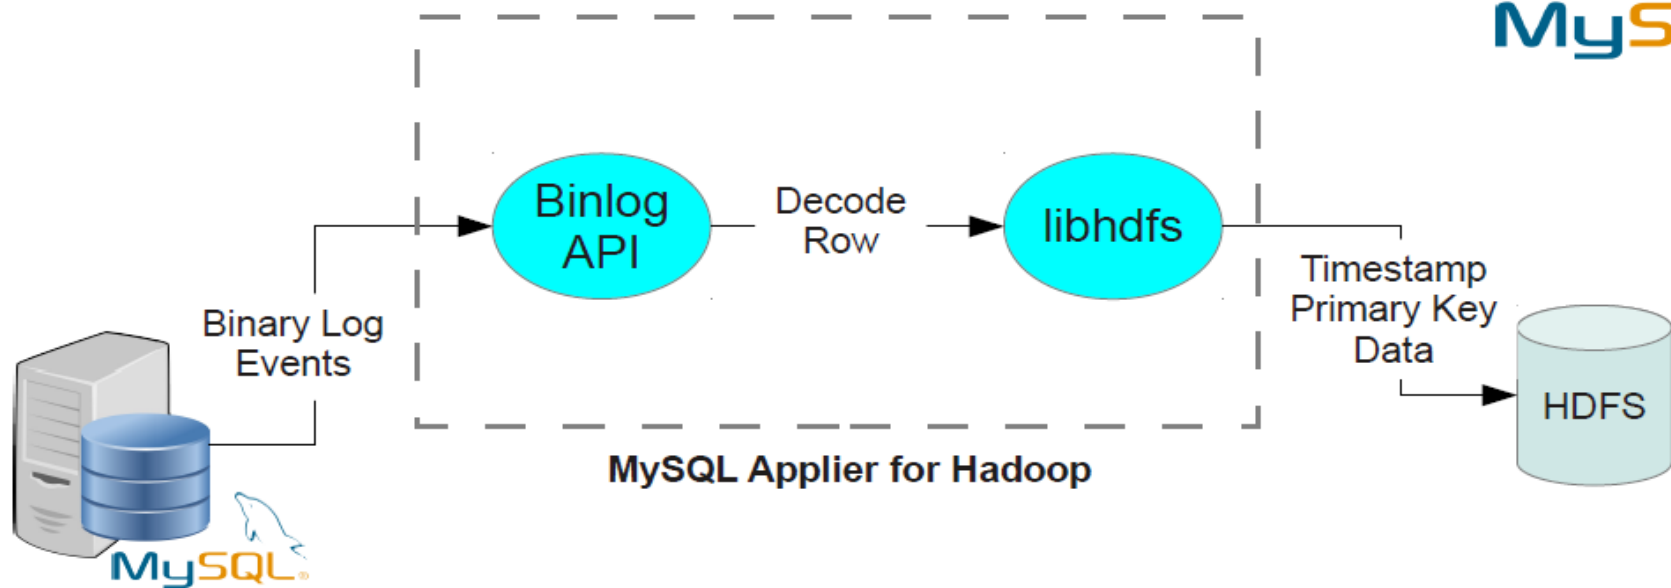 MyS
Binlog
API
Decode
Row
libhdfs
Timestamp
Primary Key
Data
Binary Log
Events
HDFS
MySQL Applier for Hadoop
MySQL®